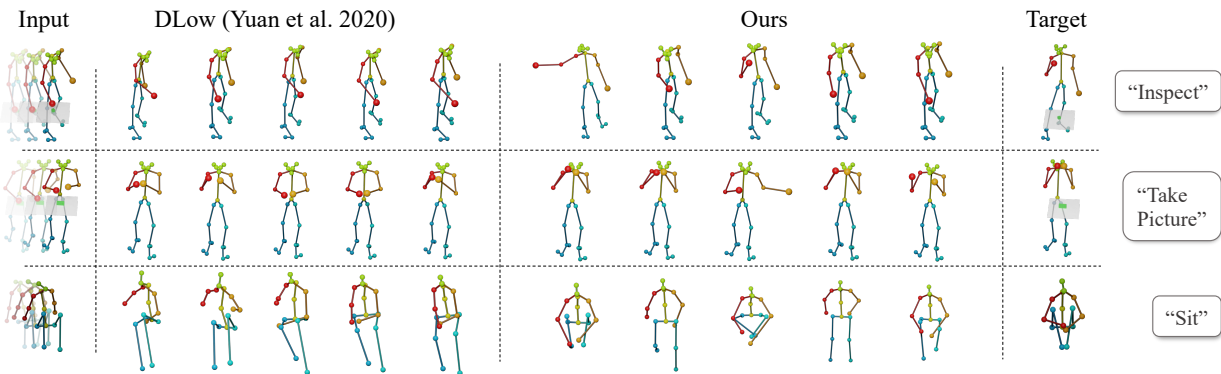 Input
DLow (Yuan et al. 2020)
Ours
Target
“Inspect”
“Take
Picture”
“Sit”